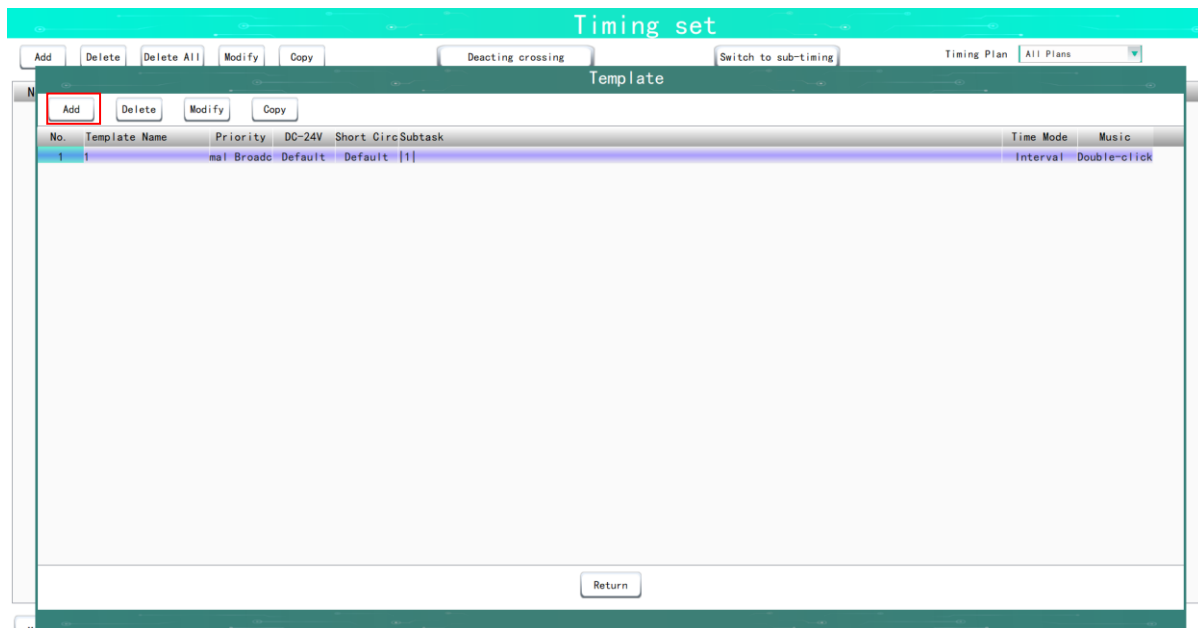 Timing set
Add Delete Delete All Modify Copy Deacting crossing Switch to sub-timing Timing Plan All Plans
N
Template
Add Delete Modify Copy
No. Template Name Priority DC-24V Short Circ Subtask Time Mode Music
1 1 mal Broadc Default Default |1| Interval Double-click
Return